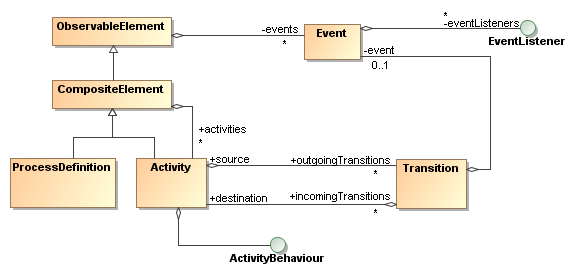 ObservableElement
-events
*
Event
*
-eventListeners
EventListener
-event
0..1
CompositeElement
+activities
*
ProcessDefinition
Activity
+source
+outgoingTransitions
*
Transition
+destination
+incomingTransitions
*
ActivityBehaviour